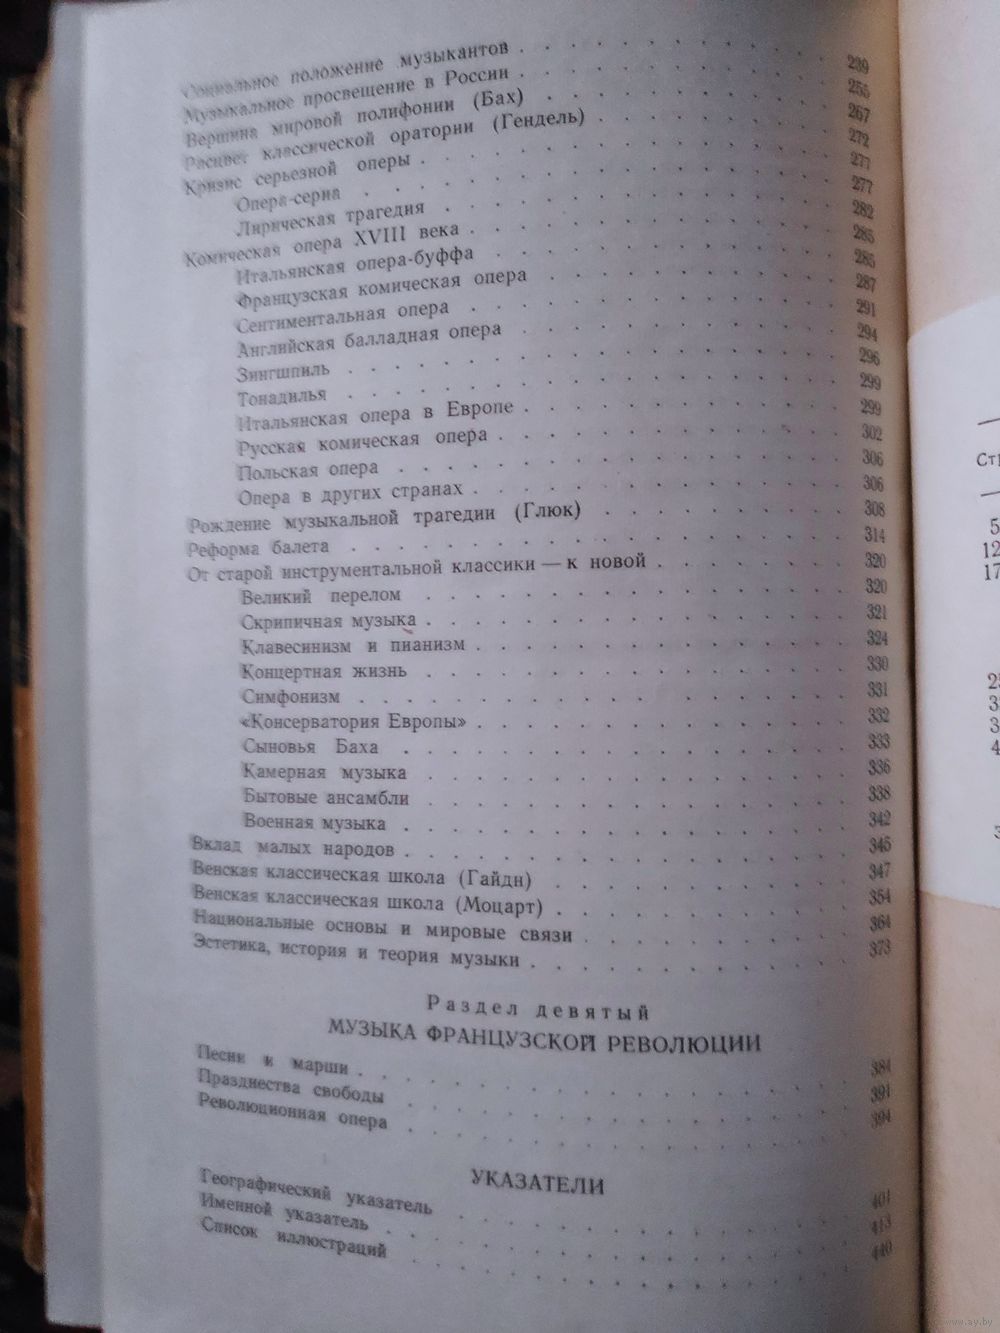 Социальное положение музыкантов . . . . . . . . . . 239
Музыкальное просвещение в России . . . . . . . . . . 255
Вершина мировой полифонии (Бах) . . . . . . . . . . 267
Расцвет классической оратории (Гендель) . . . . . . . . 272
Кризис серьезной оперы . . . . . . . . . . . . . . 277
Опера-сериа . . . . . . . . . . . . . . . . 277
Лирическая трагедия . . . . . . . . . . . . . . 282
Комическая опера XVIII века . . . . . . . . . . . . 285
Итальянская опера-буффа . . . . . . . . . . . . 285
Французская комическая опера . . . . . . . . . . 287
Сентиментальная опера . . . . . . . . . . . . . 291
Английская балладная опера . . . . . . . . . . . 294
Зингшпиль . . . . . . . . . . . . . . . . . 296
Тонадилья . . . . . . . . . . . . . . . . . 299
Итальянская опера в Европе . . . . . . . . . . . 299
Русская комическая опера . . . . . . . . . . . . 302
Польская опера . . . . . . . . . . . . . . . 306
Опера в других странах . . . . . . . . . . . . . 306
Рождение музыкальной трагедии (Глюк) . . . . . . . . . 308
Реформа балета . . . . . . . . . . . . . . . . 314
От старой инструментальной классики — к новой . . . . . . 320
Великий перелом . . . . . . . . . . . . . . . 320
Скрипичная музыка . . . . . . . . . . . . . . 321
Клавесинизм и пианизм . . . . . . . . . . . . . 324
Концертная жизнь . . . . . . . . . . . . . . . 330
Симфонизм . . . . . . . . . . . . . . . . . 331
«Консерватория Европы» . . . . . . . . . . . . . 332
Сыновья Баха . . . . . . . . . . . . . . . . 333
Камерная музыка . . . . . . . . . . . . . . . 336
Бытовые ансамбли . . . . . . . . . . . . . . . 338
Военная музыка . . . . . . . . . . . . . . . 342
Вклад малых народов . . . . . . . . . . . . . . 345
Венская классическая школа (Гайдн) . . . . . . . . . . 347
Венская классическая школа (Моцарт) . . . . . . . . . 354
Национальные основы и мировые связи . . . . . . . . . 364
Эстетика, история и теория музыки . . . . . . . . . . 373
Раздел девятый
МУЗЫКА ФРАНЦУЗСКОЙ РЕВОЛЮЦИИ
Песни и марши . . . . . . . . . . . . . . . . 384
Празднества свободы . . . . . . . . . . . . . . 391
Революционная опера . . . . . . . . . . . . . . 394
УКАЗАТЕЛИ
Географический указатель . . . . . . . . . . . . . 401
Именной указатель . . . . . . . . . . . . . . . 413
Список иллюстраций . . . . . . . . . . . . . . 440
www.ay.by